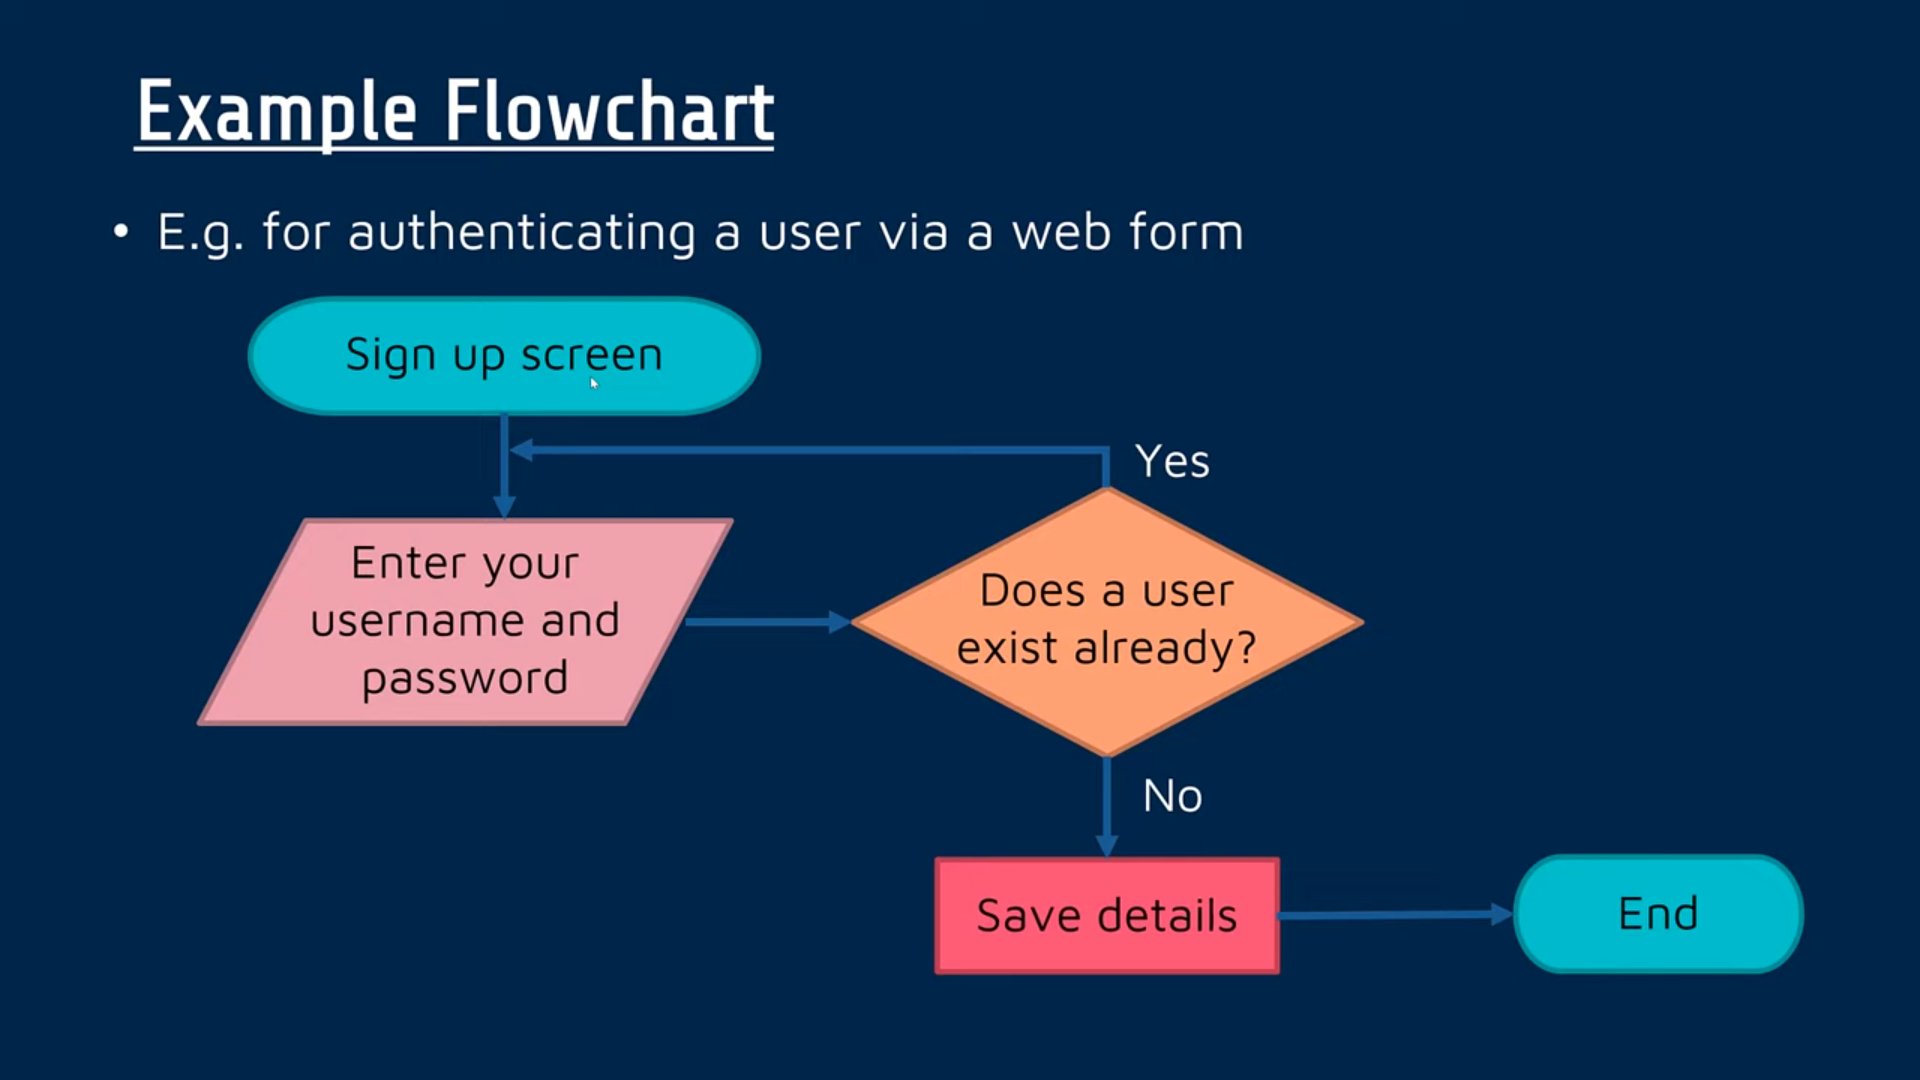 Example Flowchart
• E.g. for authenticating a user via a web form
Sign up screen
Yes
Enter your
username and
password
Does a user
exist already?
No
Save details
End